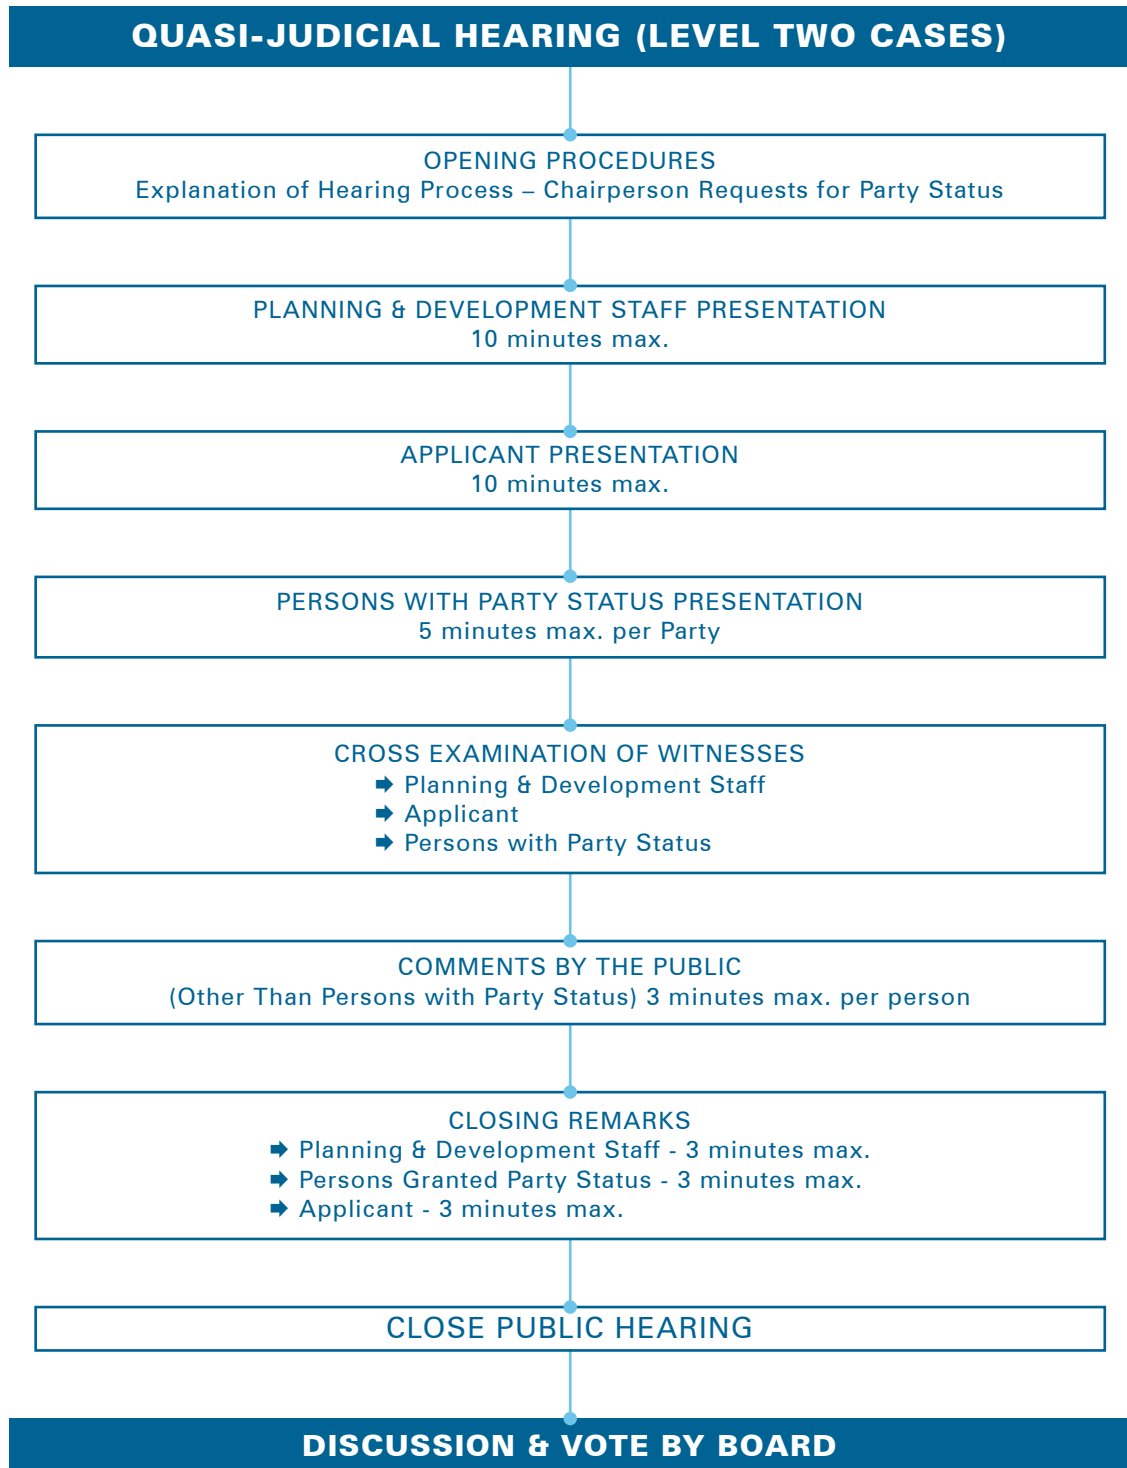 QUASI-JUDICIAL HEARING (LEVEL TWO CASES)
OPENING PROCEDURES
Explanation of Hearing Process – Chairperson Requests for Party Status
PLANNING & DEVELOPMENT STAFF PRESENTATION
10 minutes max.
APPLICANT PRESENTATION
10 minutes max.
PERSONS WITH PARTY STATUS PRESENTATION
5 minutes max. per Party
CROSS EXAMINATION OF WITNESSES
➡ Planning & Development Staff
➡ Applicant
➡ Persons with Party Status
COMMENTS BY THE PUBLIC
(Other Than Persons with Party Status) 3 minutes max. per person
CLOSING REMARKS
➡ Planning & Development Staff - 3 minutes max.
➡ Persons Granted Party Status - 3 minutes max.
➡ Applicant - 3 minutes max.
CLOSE PUBLIC HEARING
DISCUSSION & VOTE BY BOARD